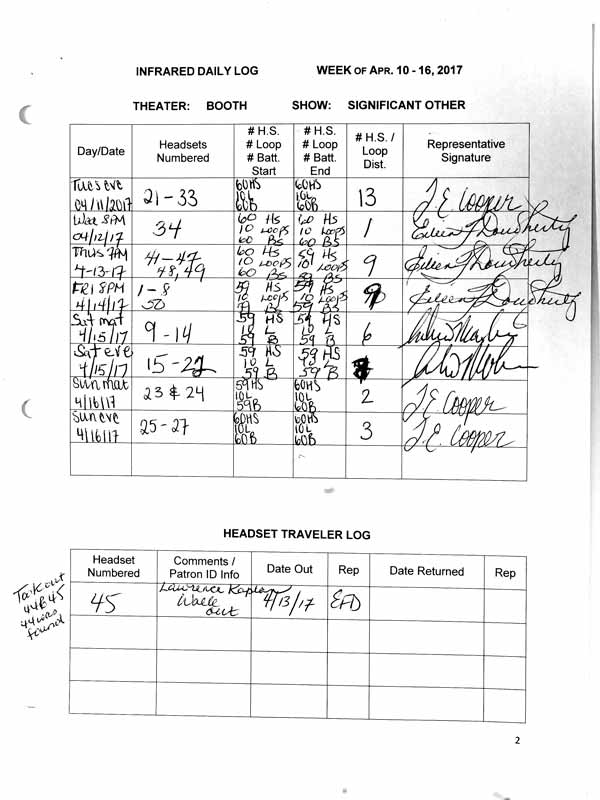 INFRARED DAILY LOG WEEK OF APR. 10 - 16, 2017
THEATER: BOOTH SHOW: SIGNIFICANT OTHER
Day/Date Headsets Numbered # H.S. # Loop # Batt. Start # H.S. # Loop # Batt. End # H.S. / Loop Dist. Representative Signature
Tues eve 04/11/2017 21-33 60HS 10L 60B 60HS 10L 60B 13 J.E. Cooper
Wed 8PM 04/12/17 34 60 HS 10 LOOPS 60 BS 60 HS 10 LOOPS 60 BS 1 Eileen F Dougherty
Thus 7PM 4-13-17 41-47 48,49 60 HS 10 LOOPS 60 BS 59 HS 10 LOOPS BS 9 Eileen F Dougherty
FRI 8PM 4/14/17 1-8 50 59 HS 10 LOOPS BS 59 HS 10 LOOPS 59 BS 9 Eileen F Dougherty
Sat mat 4/15/17 9-14 59 HS 10 L 59 B 59 HS 10 L 59 B 6
Sat eve 4/15/17 15-22 59 HS 10 L 59 B 59 HS 10 L 59 B
Sun mat 4/16/17 23 & 24 59HS 10L 59B 60HS 10L 60B 2 J.E. Cooper
Sun eve 4/16/17 25-27 60HS 10L 60B 60HS 10L 60B 3 J.E. Cooper
HEADSET TRAVELER LOG
Headset Numbered Comments / Patron ID Info Date Out Rep Date Returned Rep
45 Lawrence Kaplan Walk out 4/13/17 EFD
Took out
44&45
44 was
found
2